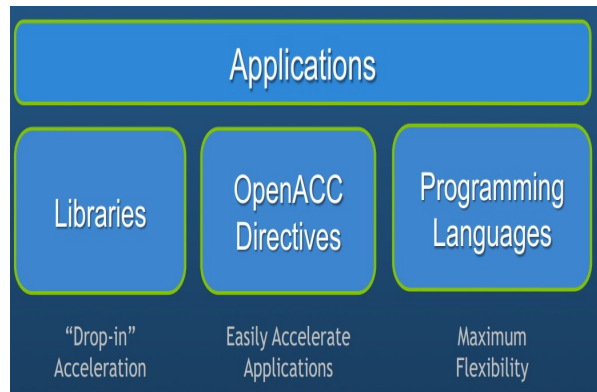 Applications
Libraries
OpenACC
Directives
Programming
Languages
“Drop-in”
Acceleration
Easily Accelerate
Applications
Maximum
Flexibility